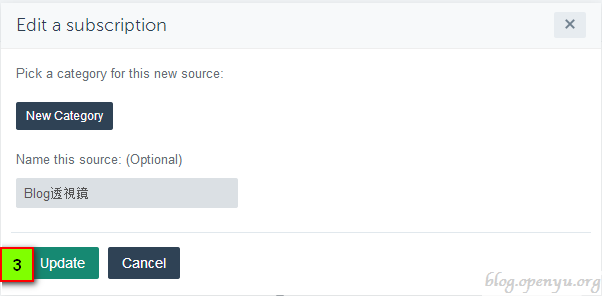 Edit a subscription
×
Pick a category for this new source:
New Category
Name this source: (Optional)
Blog透視鏡
3 Update Cancel
blog.openyu.org